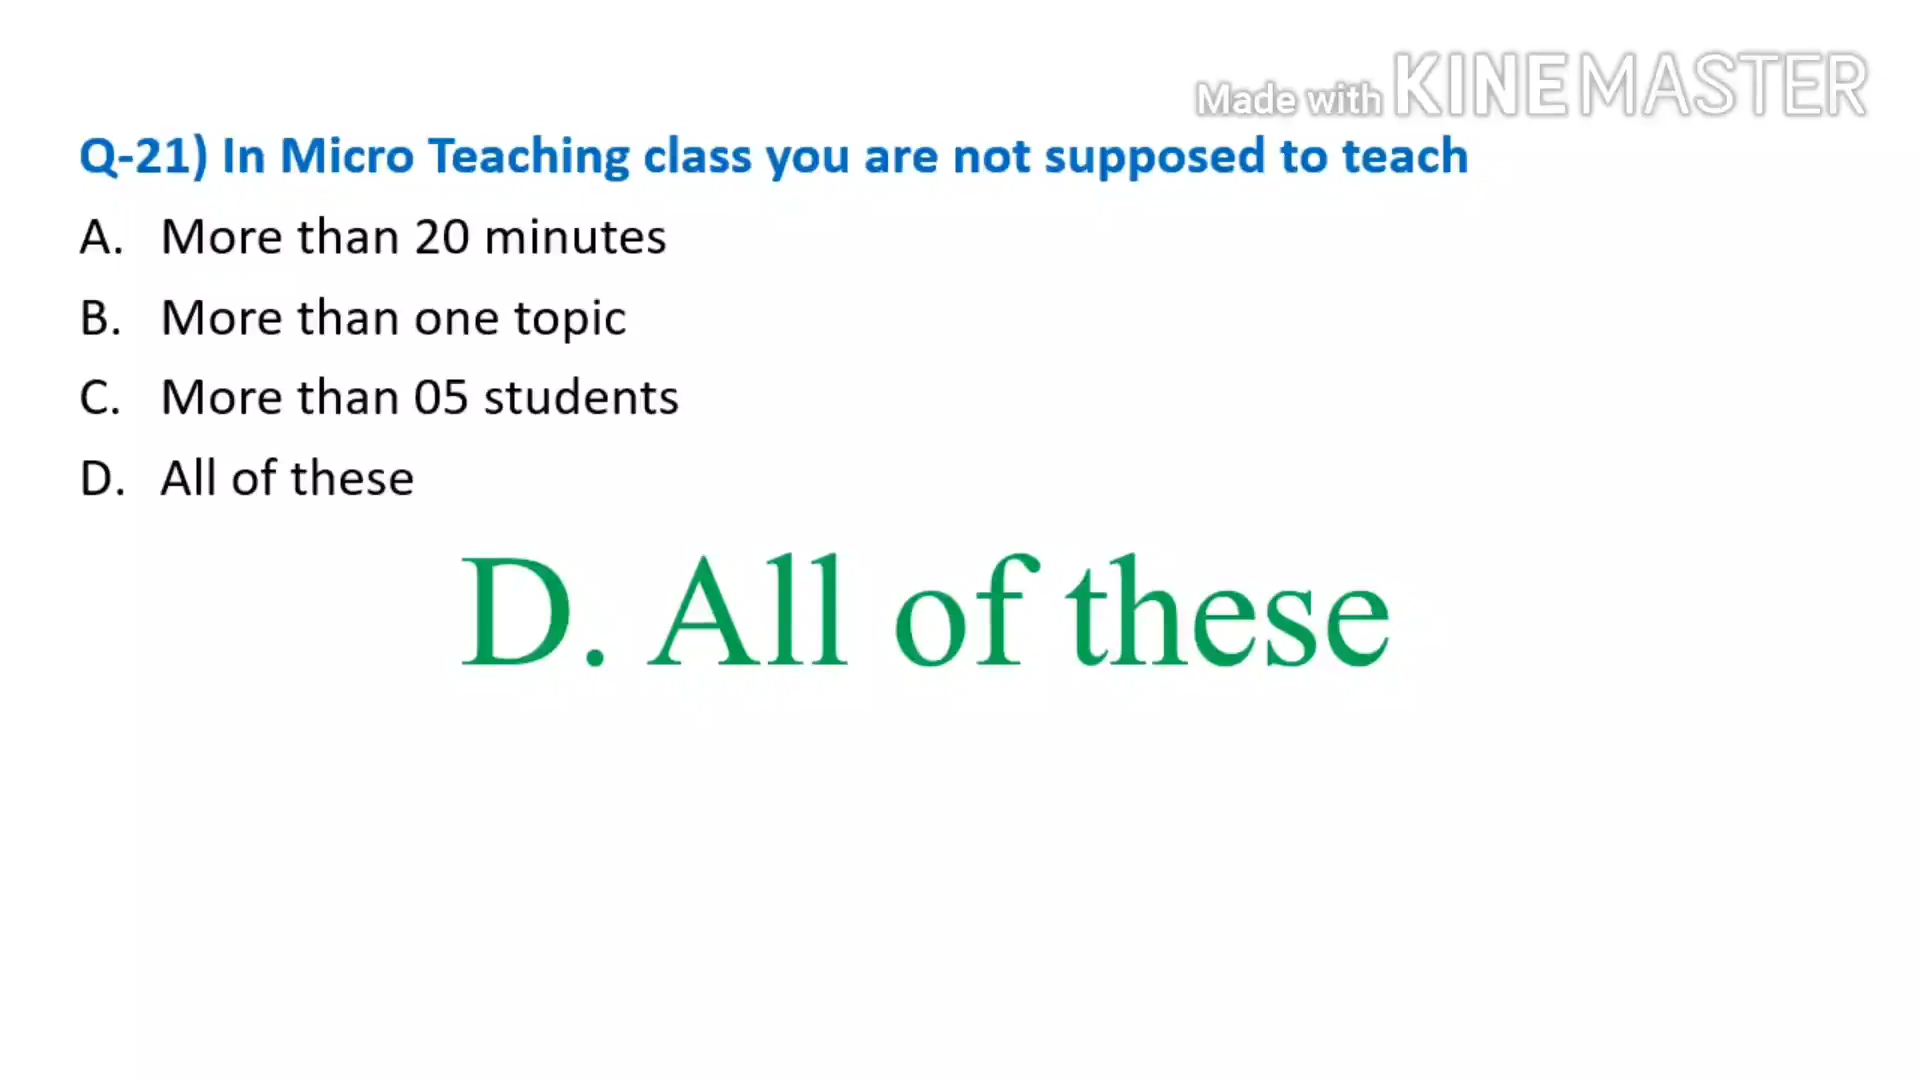 Made with KINEMASTER
Q-21) In Micro Teaching class you are not supposed to teach
A. More than 20 minutes
B. More than one topic
C. More than 05 students
D. All of these
D. All of these